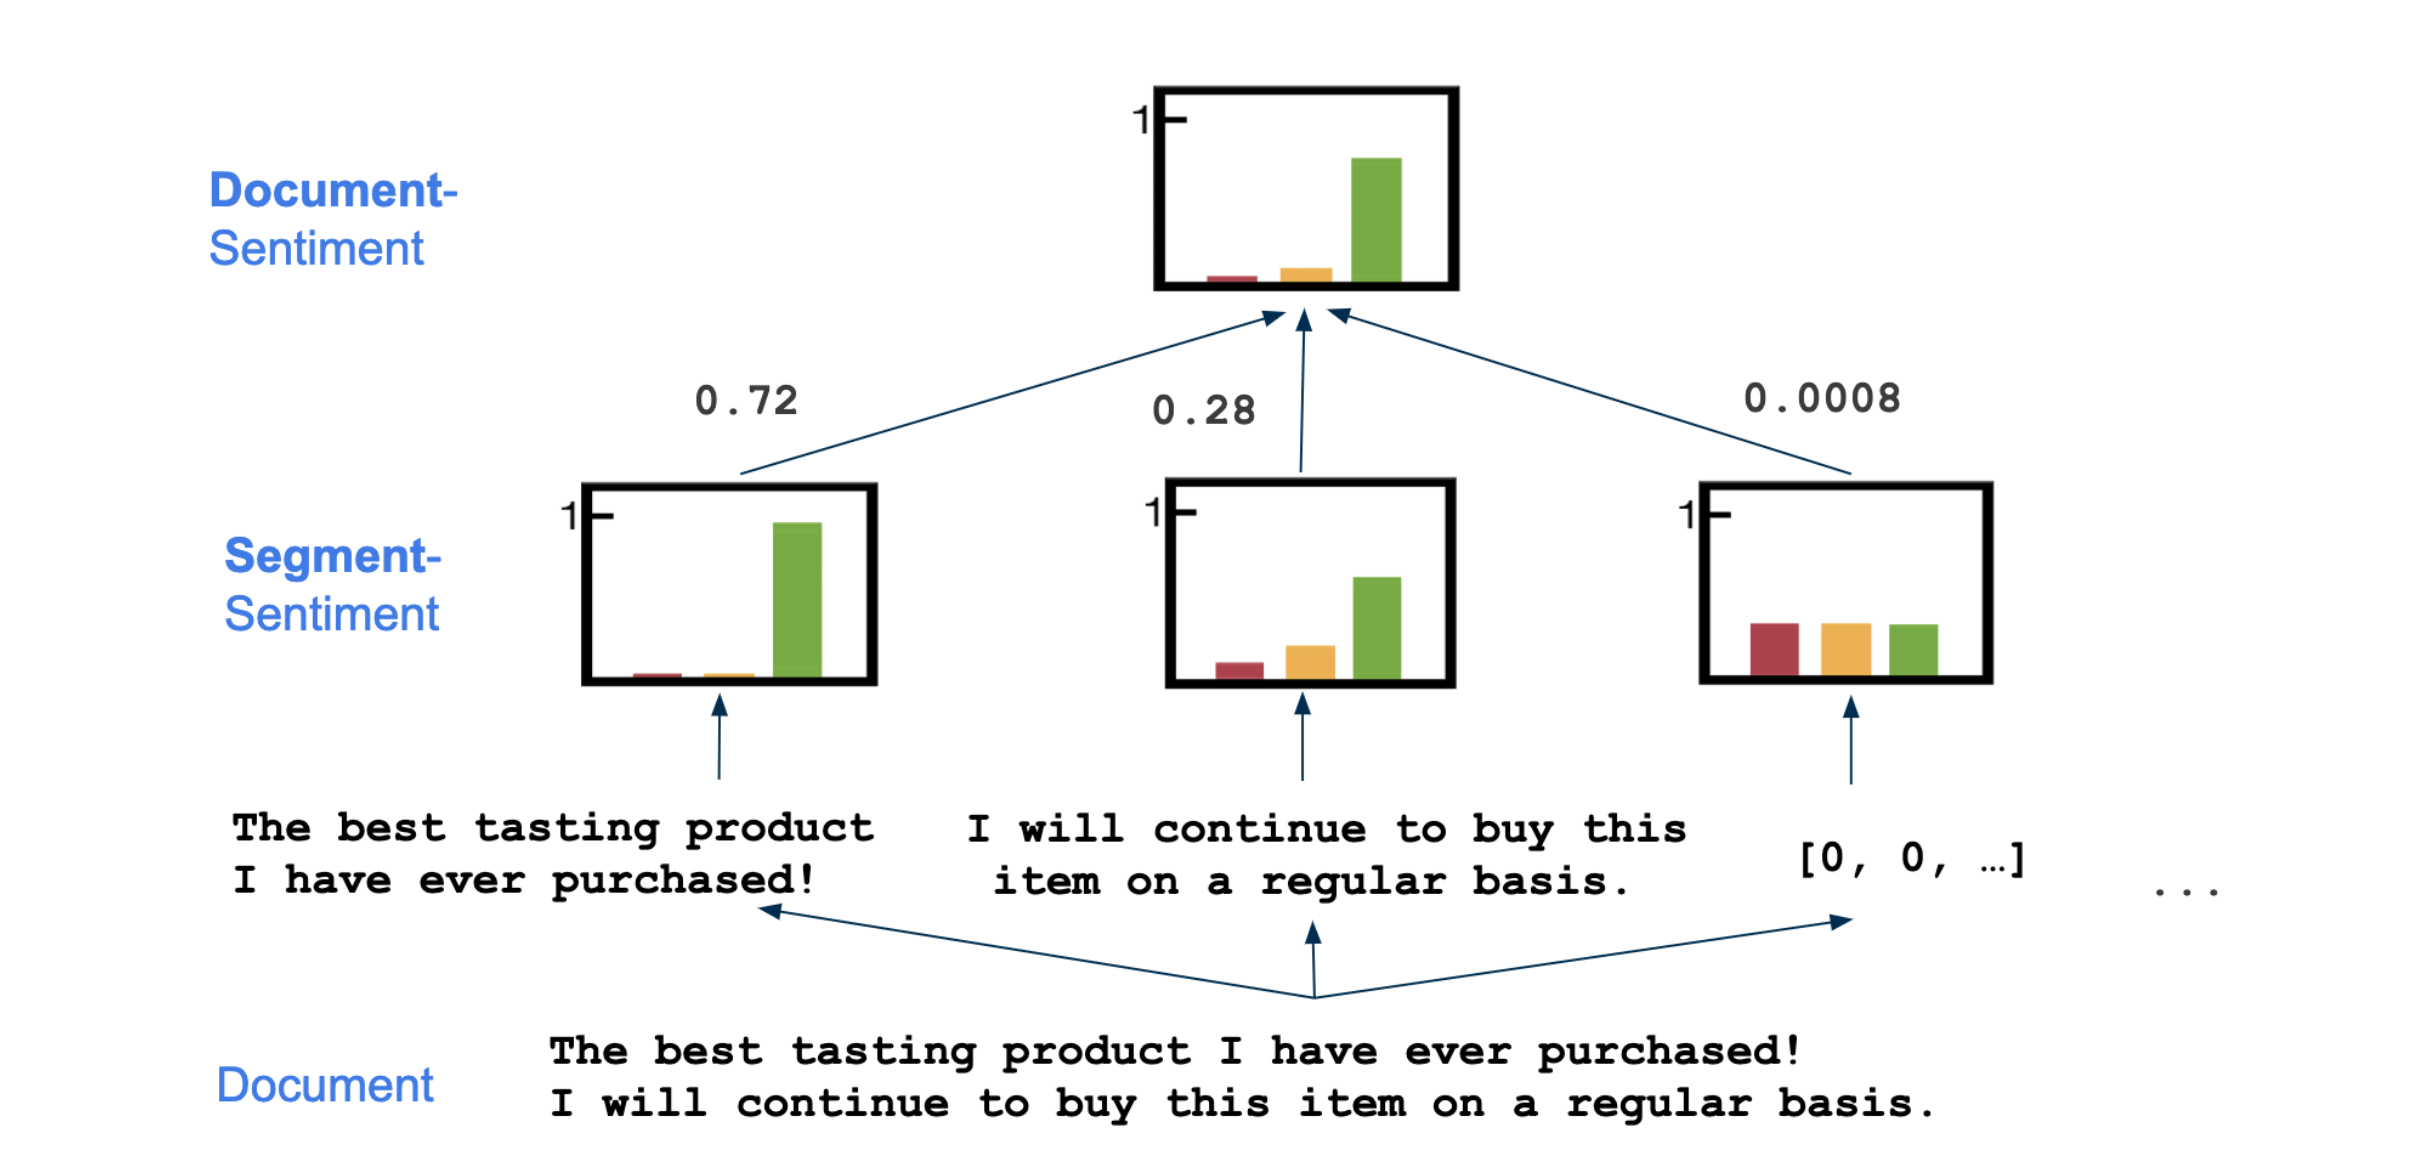 1
Document-
Sentiment
0.72
0.28
0.0008
1
1
1
Segment-
Sentiment
The best tasting product
I have ever purchased!
I will continue to buy this
item on a regular basis.
[0, 0, …]
...
Document
The best tasting product I have ever purchased!
I will continue to buy this item on a regular basis.